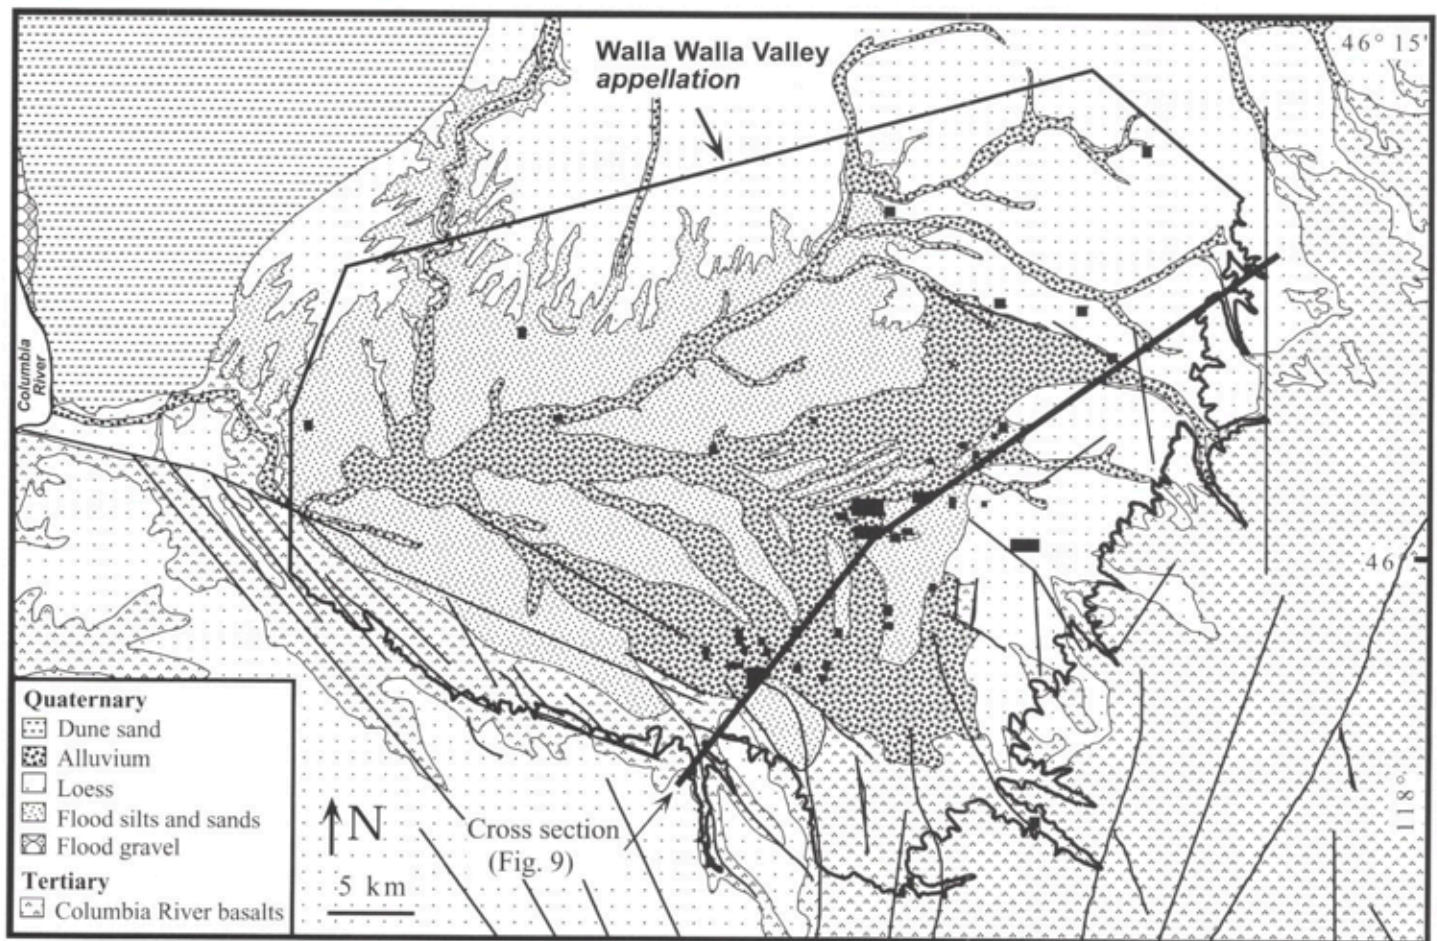 Walla Walla Valley
appellation
46° 15'
Columbia
River
46°
118°
Quaternary
Dune sand
Alluvium
Loess
Flood silts and sands
Flood gravel
Tertiary
Columbia River basalts
N
5 km
Cross section
(Fig. 9)